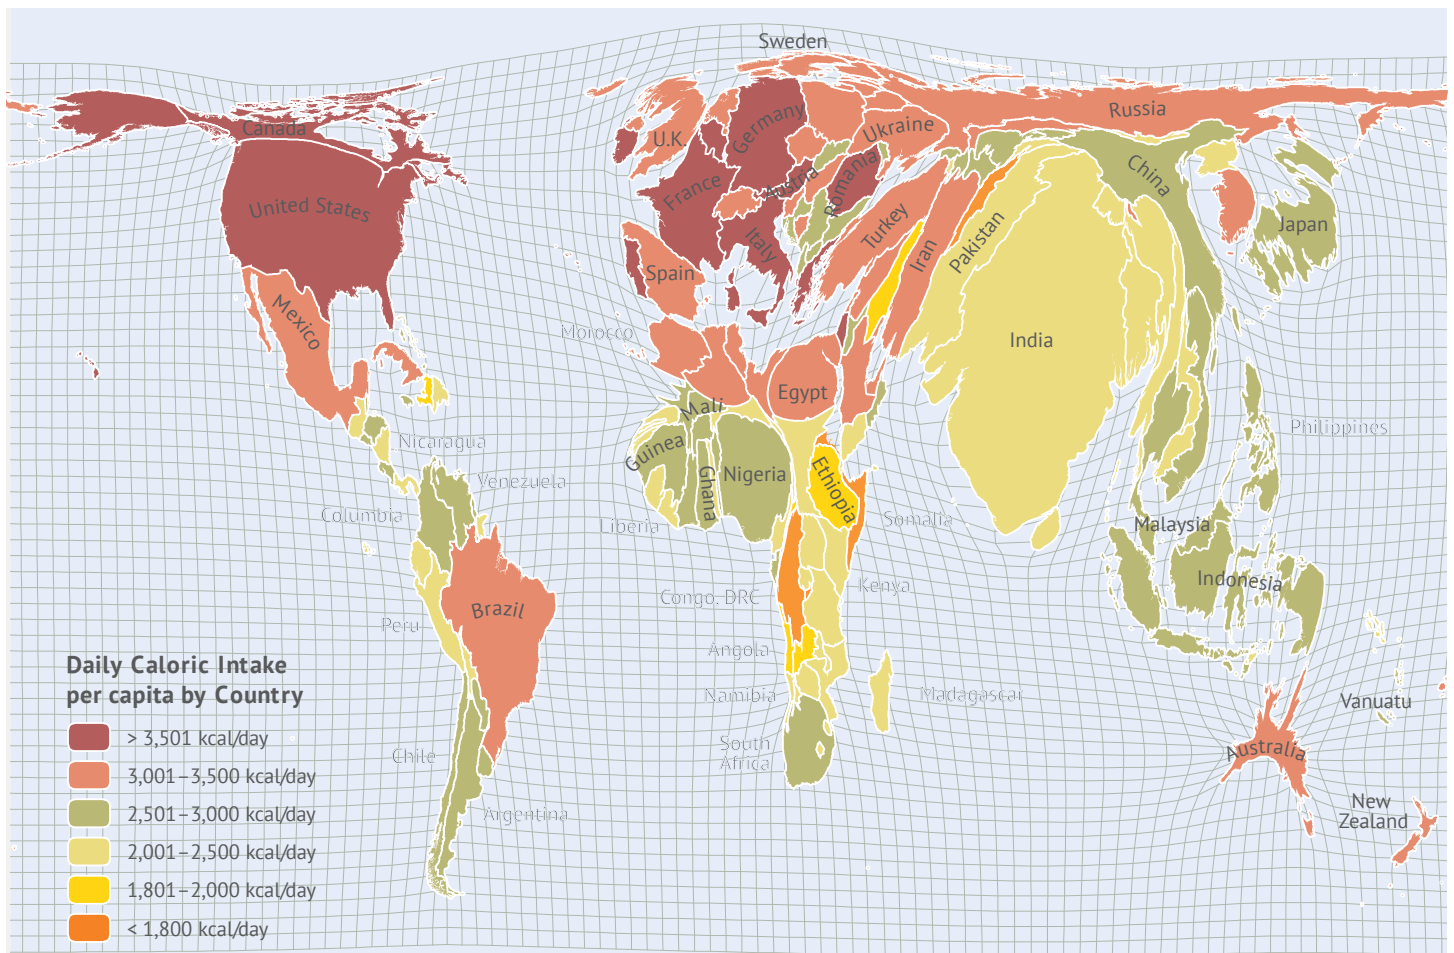 Sweden
Canada
United States
Mexico
Nicaragua
Venezuela
Columbia
Brazil
Peru
Chile
Argentina
U.K.
Germany
France
Austria
Romania
Ukraine
Italy
Spain
Turkey
Iran
Pakistan
Russia
China
Japan
India
Morocco
Egypt
Mali
Guinea
Ghana
Nigeria
Ethiopia
Liberia
Somalia
Congo, DRC
Kenya
Angola
Namibia
Madagascar
South
Africa
Philippines
Malaysia
Indonesia
Vanuatu
Australia
New
Zealand
Daily Caloric Intake
per capita by Country
> 3,501 kcal/day
3,001–3,500 kcal/day
2,501–3,000 kcal/day
2,001–2,500 kcal/day
1,801–2,000 kcal/day
< 1,800 kcal/day